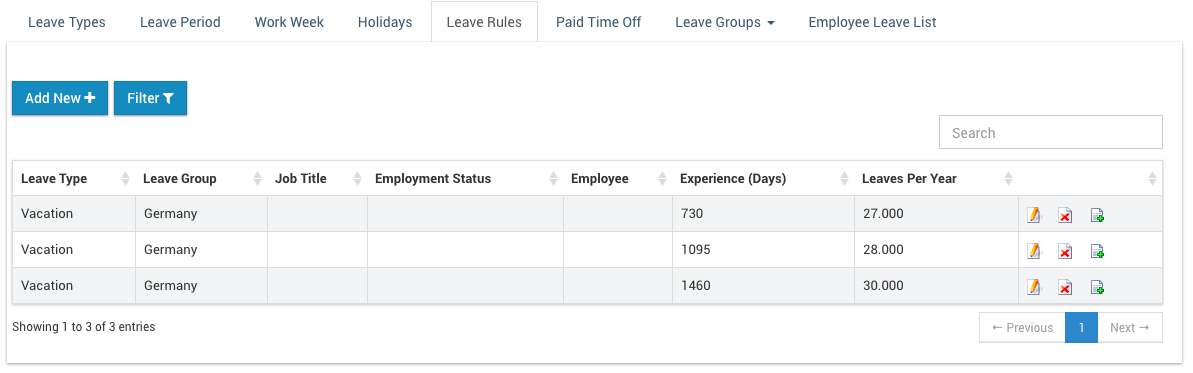 Leave Types Leave Period Work Week Holidays Leave Rules Paid Time Off Leave Groups Employee Leave List
Add New Filter
Search
Leave Type Leave Group Job Title Employment Status Employee Experience (Days) Leaves Per Year
Vacation Germany 730 27.000
Vacation Germany 1095 28.000
Vacation Germany 1460 30.000
Showing 1 to 3 of 3 entries
← Previous 1 Next →